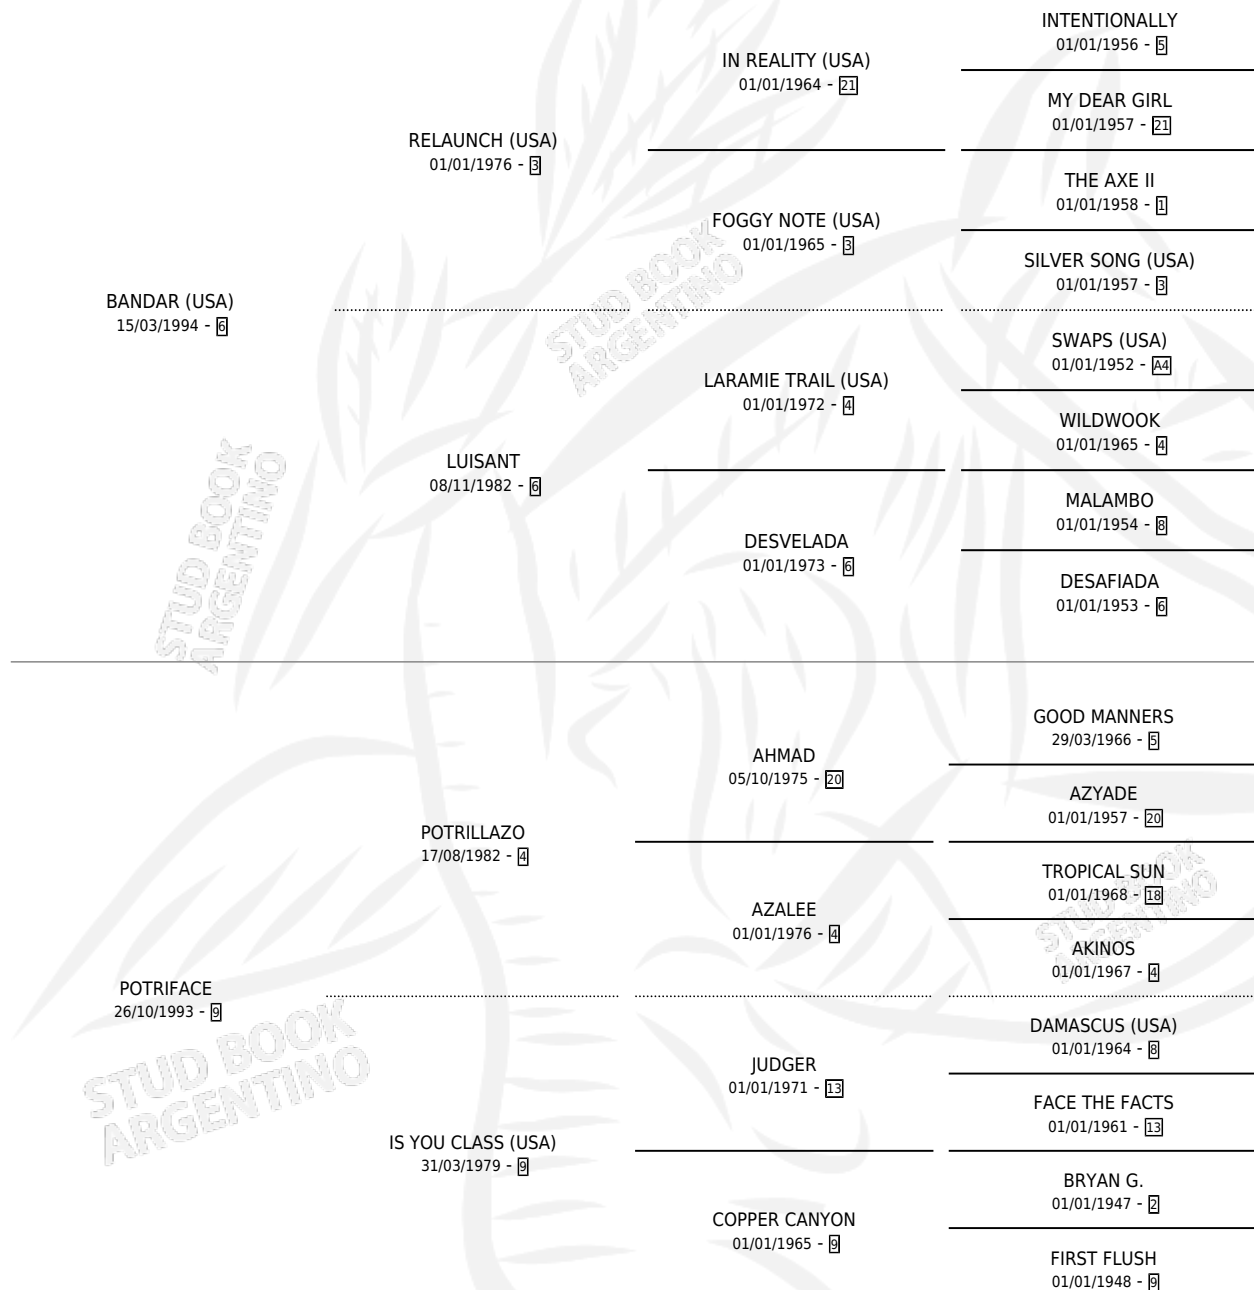 INTENTIONALLY
01/01/1956 - 5
IN REALITY (USA)
01/01/1964 - 21
MY DEAR GIRL
01/01/1957 - 21
RELAUNCH (USA)
01/01/1976 - 3
THE AXE II
01/01/1958 - 1
FOGGY NOTE (USA)
01/01/1965 - 3
SILVER SONG (USA)
01/01/1957 - 3
BANDAR (USA)
15/03/1994 - 6
SWAPS (USA)
01/01/1952 - A4
LARAMIE TRAIL (USA)
01/01/1972 - 4
WILDWOOK
01/01/1965 - 4
LUISANT
08/11/1982 - 6
MALAMBO
01/01/1954 - 8
DESVELADA
01/01/1973 - 6
DESAFIADA
01/01/1953 - 6
GOOD MANNERS
29/03/1966 - 5
AHMAD
05/10/1975 - 20
AZYADE
01/01/1957 - 20
POTRILLAZO
17/08/1982 - 4
TROPICAL SUN
01/01/1968 - 18
AZALEE
01/01/1976 - 4
AKINOS
01/01/1967 - 4
POTRIFACE
26/10/1993 - 9
DAMASCUS (USA)
01/01/1964 - 8
JUDGER
01/01/1971 - 13
FACE THE FACTS
01/01/1961 - 13
IS YOU CLASS (USA)
31/03/1979 - 9
BRYAN G.
01/01/1947 - 2
COPPER CANYON
01/01/1965 - 9
FIRST FLUSH
01/01/1948 - 9
STUD BOOK
ARGENTINO
STUD BOOK
ARGENTINO
STUD BOOK
ARGENTINO
STUD BOOK
ARGENTINO